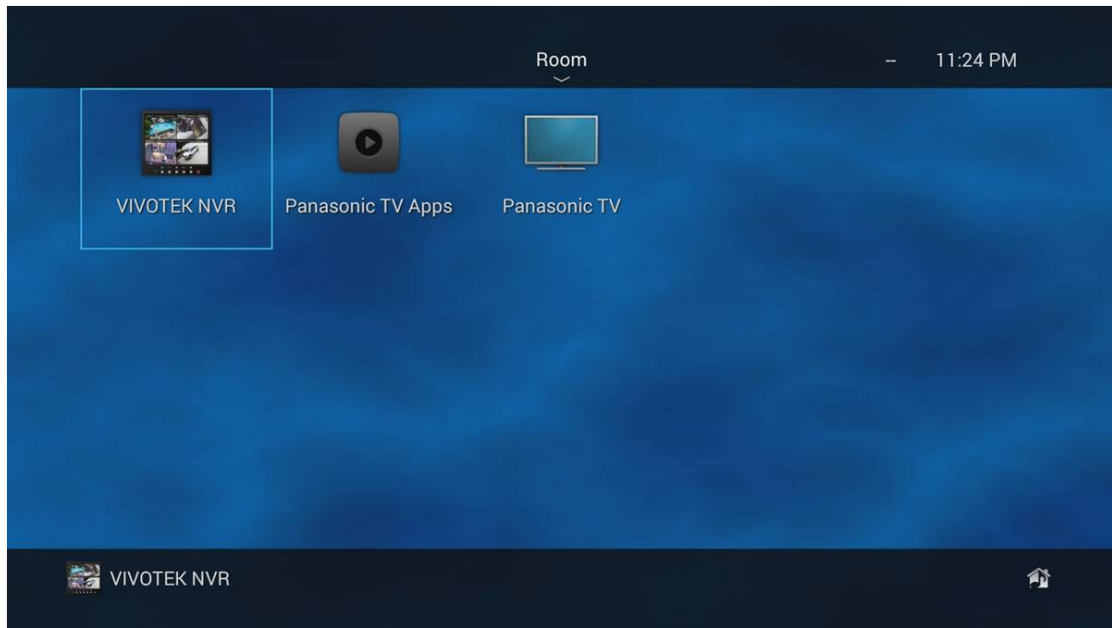 Room
-- 11:24 PM
VIVOTEK NVR
Panasonic TV Apps
Panasonic TV
VIVOTEK NVR